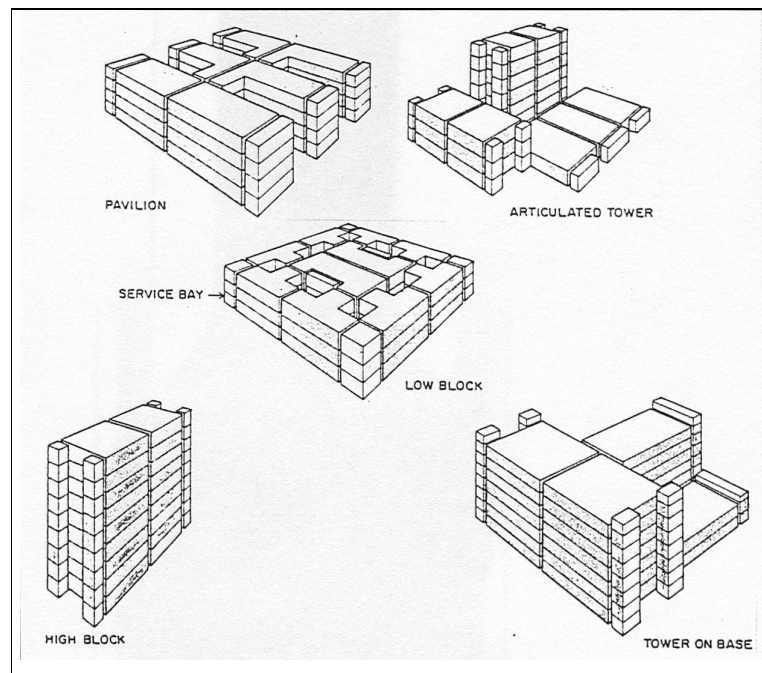 PAVILION
ARTICULATED TOWER
SERVICE BAY
LOW BLOCK
HIGH BLOCK
TOWER ON BASE